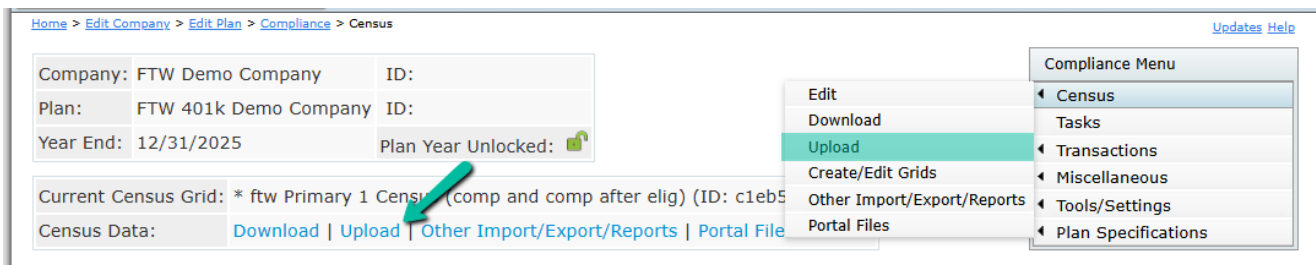 Home > Edit Company > Edit Plan > Compliance > Census
Updates Help
Company: FTW Demo Company ID:
Plan: FTW 401k Demo Company ID:
Year End: 12/31/2025 Plan Year Unlocked:
Current Census Grid: * ftw Primary 1 Census (comp and comp after elig) (ID: c1eb5
Census Data: Download | Upload | Other Import/Export/Reports | Portal File
Edit
Download
Upload
Create/Edit Grids
Other Import/Export/Reports
Portal Files
Compliance Menu
Census
Tasks
Transactions
Miscellaneous
Tools/Settings
Plan Specifications